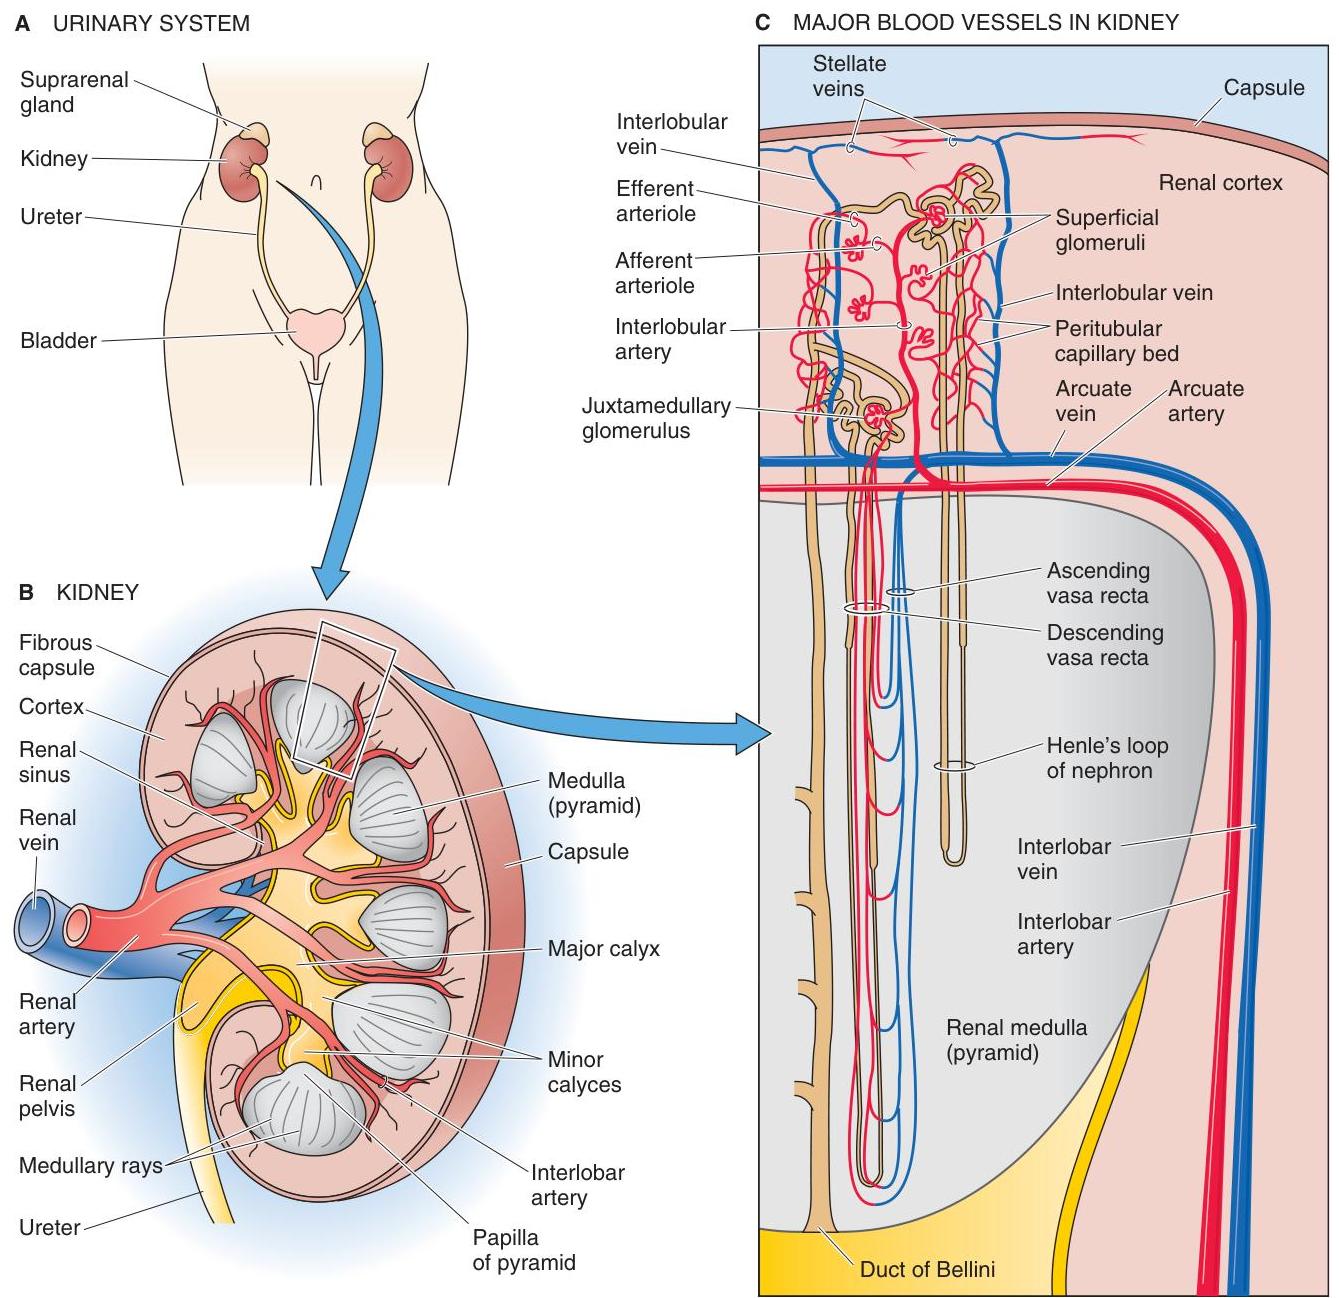 A URINARY SYSTEM
Suprarenal
gland
Kidney
Ureter
Bladder
B KIDNEY
Fibrous
capsule
Cortex
Renal
sinus
Renal
vein
Renal
artery
Renal
pelvis
Medullary rays
Ureter
Medulla
(pyramid)
Capsule
Major calyx
Minor
calyces
Interlobar
artery
Papilla
of pyramid
C MAJOR BLOOD VESSELS IN KIDNEY
Stellate
veins
Capsule
Interlobular
vein
Renal cortex
Efferent
arteriole
Superficial
glomeruli
Afferent
arteriole
Interlobular vein
Interlobular
artery
Peritubular
capillary bed
Arcuate
vein
Arcuate
artery
Juxtamedullary
glomerulus
Ascending
vasa recta
Descending
vasa recta
Henle's loop
of nephron
Interlobar
vein
Interlobar
artery
Renal medulla
(pyramid)
Duct of Bellini